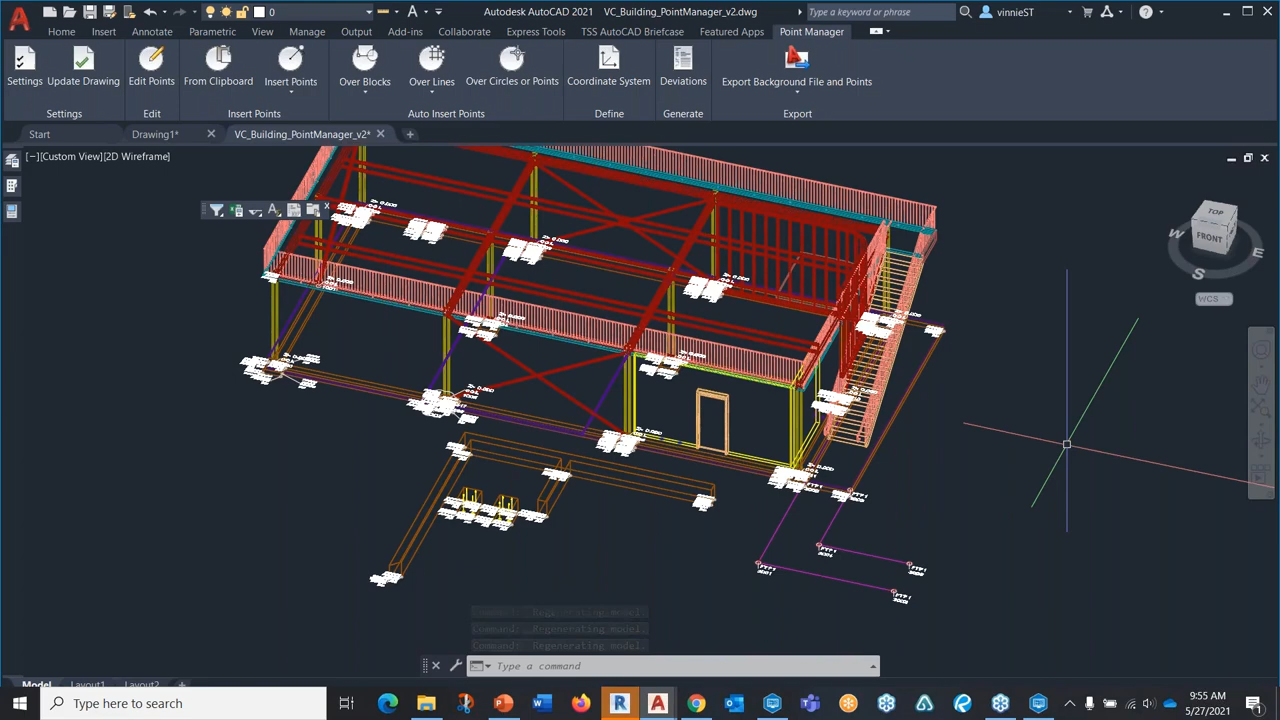 0
Autodesk AutoCAD 2021 VC_Building_PointManager_v2.dwg
Type a keyword or phrase
vinnieST
Home Insert Annotate Parametric View Manage Output Add-ins Collaborate Express Tools TSS AutoCAD Briefcase Featured Apps Point Manager
Settings Update Drawing Edit Points From Clipboard Insert Points Over Blocks Over Lines Over Circles or Points Coordinate System Deviations Export Background File and Points
Settings Edit Insert Points Auto Insert Points Define Generate Export
Start Drawing1* VC_Building_PointManager_v2*
[−][Custom View][2D Wireframe]
TOP
FRONT
W
E
S
WCS
Command: Regenerating model.
Command: Regenerating model.
Command: Regenerating model.
Type a command
Model Layout1 Layout2
Type here to search
9:55 AM
5/27/2021